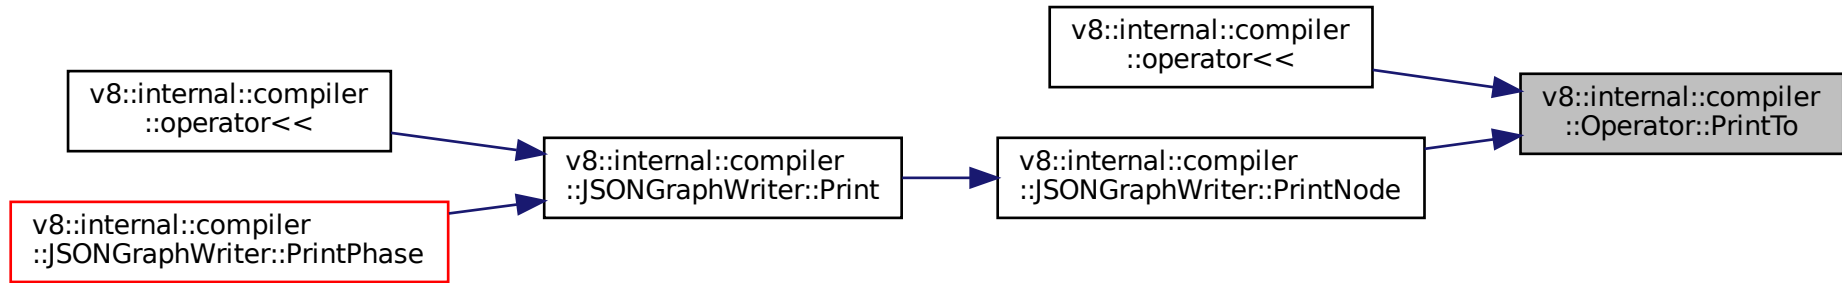 v8::internal::compiler
::operator<<
v8::internal::compiler
::JSONGraphWriter::PrintPhase
v8::internal::compiler
::JSONGraphWriter::Print
v8::internal::compiler
::operator<<
v8::internal::compiler
::JSONGraphWriter::PrintNode
v8::internal::compiler
::Operator::PrintTo